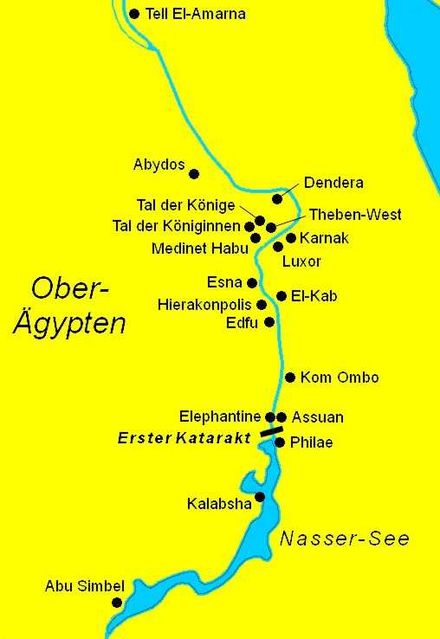 Tell El-Amarna
Abydos
Dendera
Tal der Könige
Theben-West
Tal der Königinnen
Karnak
Medinet Habu
Luxor
Esna
Ober-
Ägypten
El-Kab
Hierakonpolis
Edfu
Kom Ombo
Elephantine
Assuan
Erster Katarakt
Philae
Kalabsha
Nasser-See
Abu Simbel